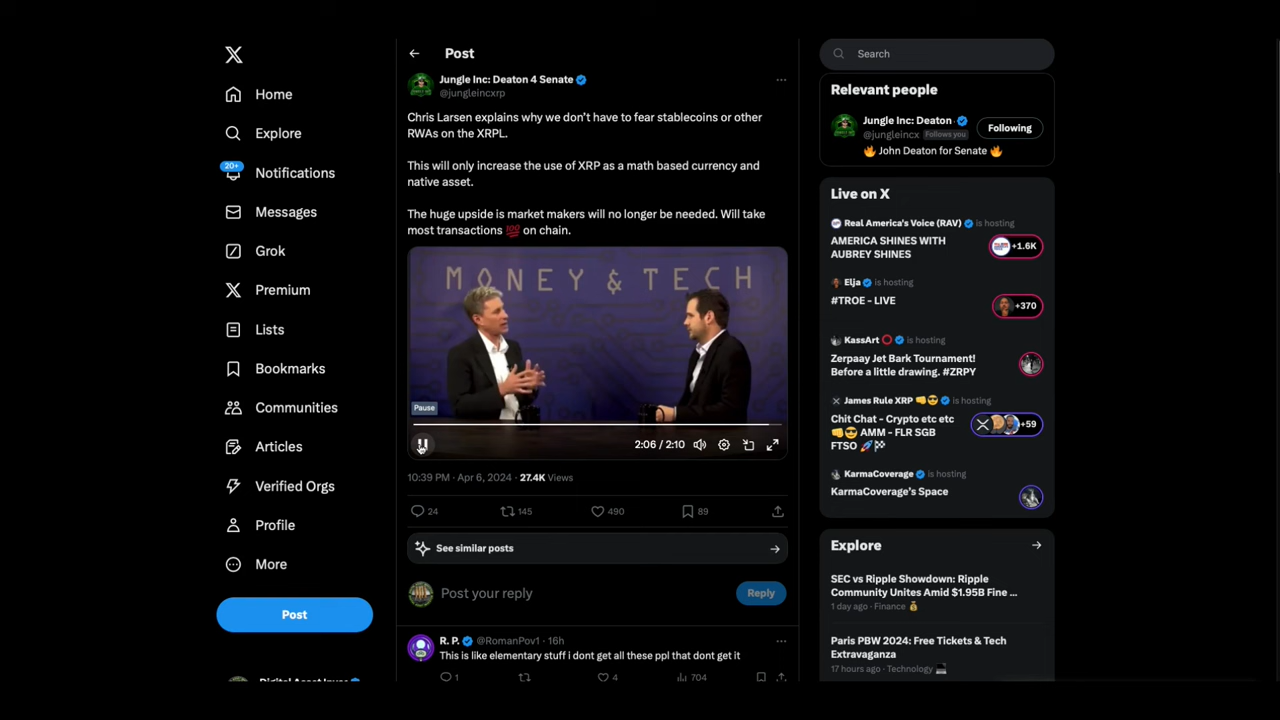 Home
Explore
20+
Notifications
Messages
Grok
Premium
Lists
Bookmarks
Communities
Articles
Verified Orgs
Profile
More
Post
Post
Jungle Inc: Deaton 4 Senate
@jungleincxrp
Chris Larsen explains why we don't have to fear stablecoins or other
RWAs on the XRPL.
This will only increase the use of XRP as a math based currency and
native asset.
The huge upside is market makers will no longer be needed. Will take
most transactions 💯 on chain.
MONEY & TECH
Pause
2:06 / 2:10
10:39 PM · Apr 6, 2024 · 27.4K Views
24 145 490 89
See similar posts
Post your reply
Reply
R. P. @RomanPov1 · 16h
This is like elementary stuff i dont get all these ppl that dont get it
1 4 704
Search
Relevant people
Jungle Inc: Deaton
@jungleincx Follows you
Following
🔥 John Deaton for Senate 🔥
Live on X
Real America's Voice (RAV) is hosting
AMERICA SHINES WITH
AUBREY SHINES
+1.6K
Elja is hosting
#TROE - LIVE
+370
KassArt ⭕ is hosting
Zerpaay Jet Bark Tournament!
Before a little drawing. #ZRPY
James Rule XRP 👊😎 is hosting
Chit Chat - Crypto etc etc
👊😎 AMM - FLR SGB
FTSO 🚀🏁
+59
KarmaCoverage is hosting
KarmaCoverage's Space
Explore
SEC vs Ripple Showdown: Ripple
Community Unites Amid $1.95B Fine ...
1 day ago · Finance 💰
Paris PBW 2024: Free Tickets & Tech
Extravaganza
17 hours ago · Technology 💻